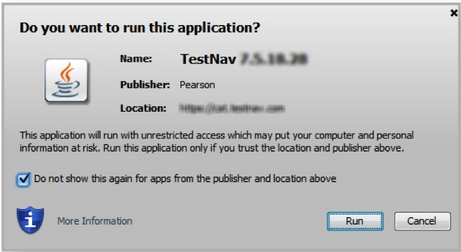 Do you want to run this application?
Name: TestNav
Publisher: Pearson
Location:
This application will run with unrestricted access which may put your computer and personal
information at risk. Run this application only if you trust the location and publisher above.
Do not show this again for apps from the publisher and location above
More Information
Run
Cancel